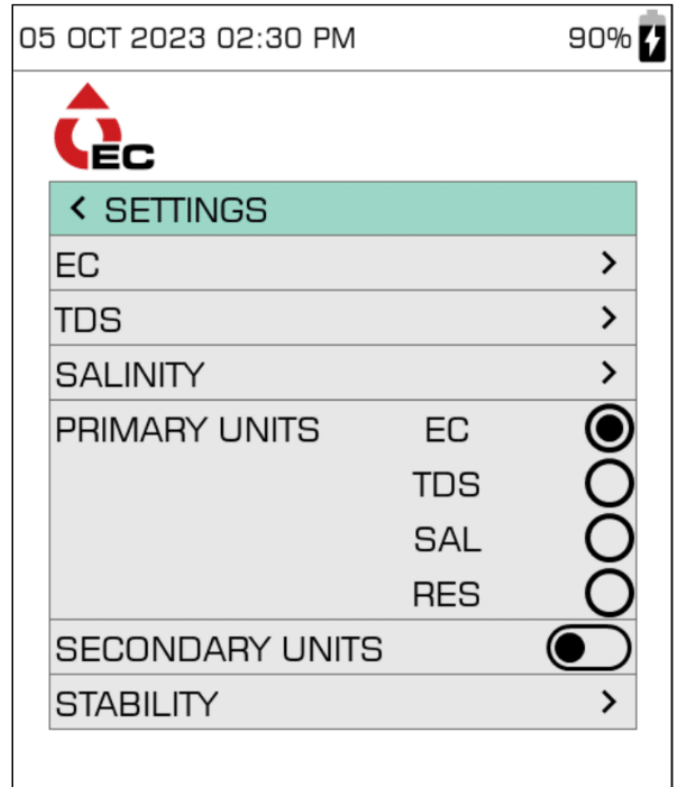 05 OCT 2023 02:30 PM 90%
EC
< SETTINGS
EC >
TDS >
SALINITY >
PRIMARY UNITS EC
TDS
SAL
RES
SECONDARY UNITS
STABILITY >